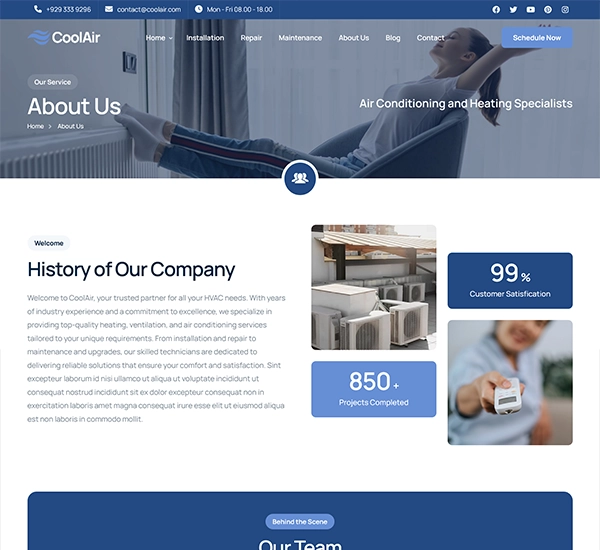 +929 333 9296 contact@coolair.com Mon - Fri 08.00 - 18.00
CoolAir Home Installation Repair Maintenance About Us Blog Contact Schedule Now
Our Service
About Us
Air Conditioning and Heating Specialists
Home > About Us
Welcome
History of Our Company
Welcome to CoolAir, your trusted partner for all your HVAC needs. With years
of industry experience and a commitment to excellence, we specialize in
providing top-quality heating, ventilation, and air conditioning services
tailored to your unique requirements. From installation and repair to
maintenance and upgrades, our skilled technicians are dedicated to
delivering reliable solutions that ensure your comfort and satisfaction. Sint
excepteur laborum id nisi ullamco ut aliqua ut voluptate incididunt ut
consequat nostrud incididunt sit ex dolor excepteur consequat non in
exercitation laboris amet magna consequat irure esse elit ut eiusmod aliqua
est non laboris in commodo mollit.
99 %
Customer Satisfication
850 +
Projects Completed
Behind the Scene
Our Team